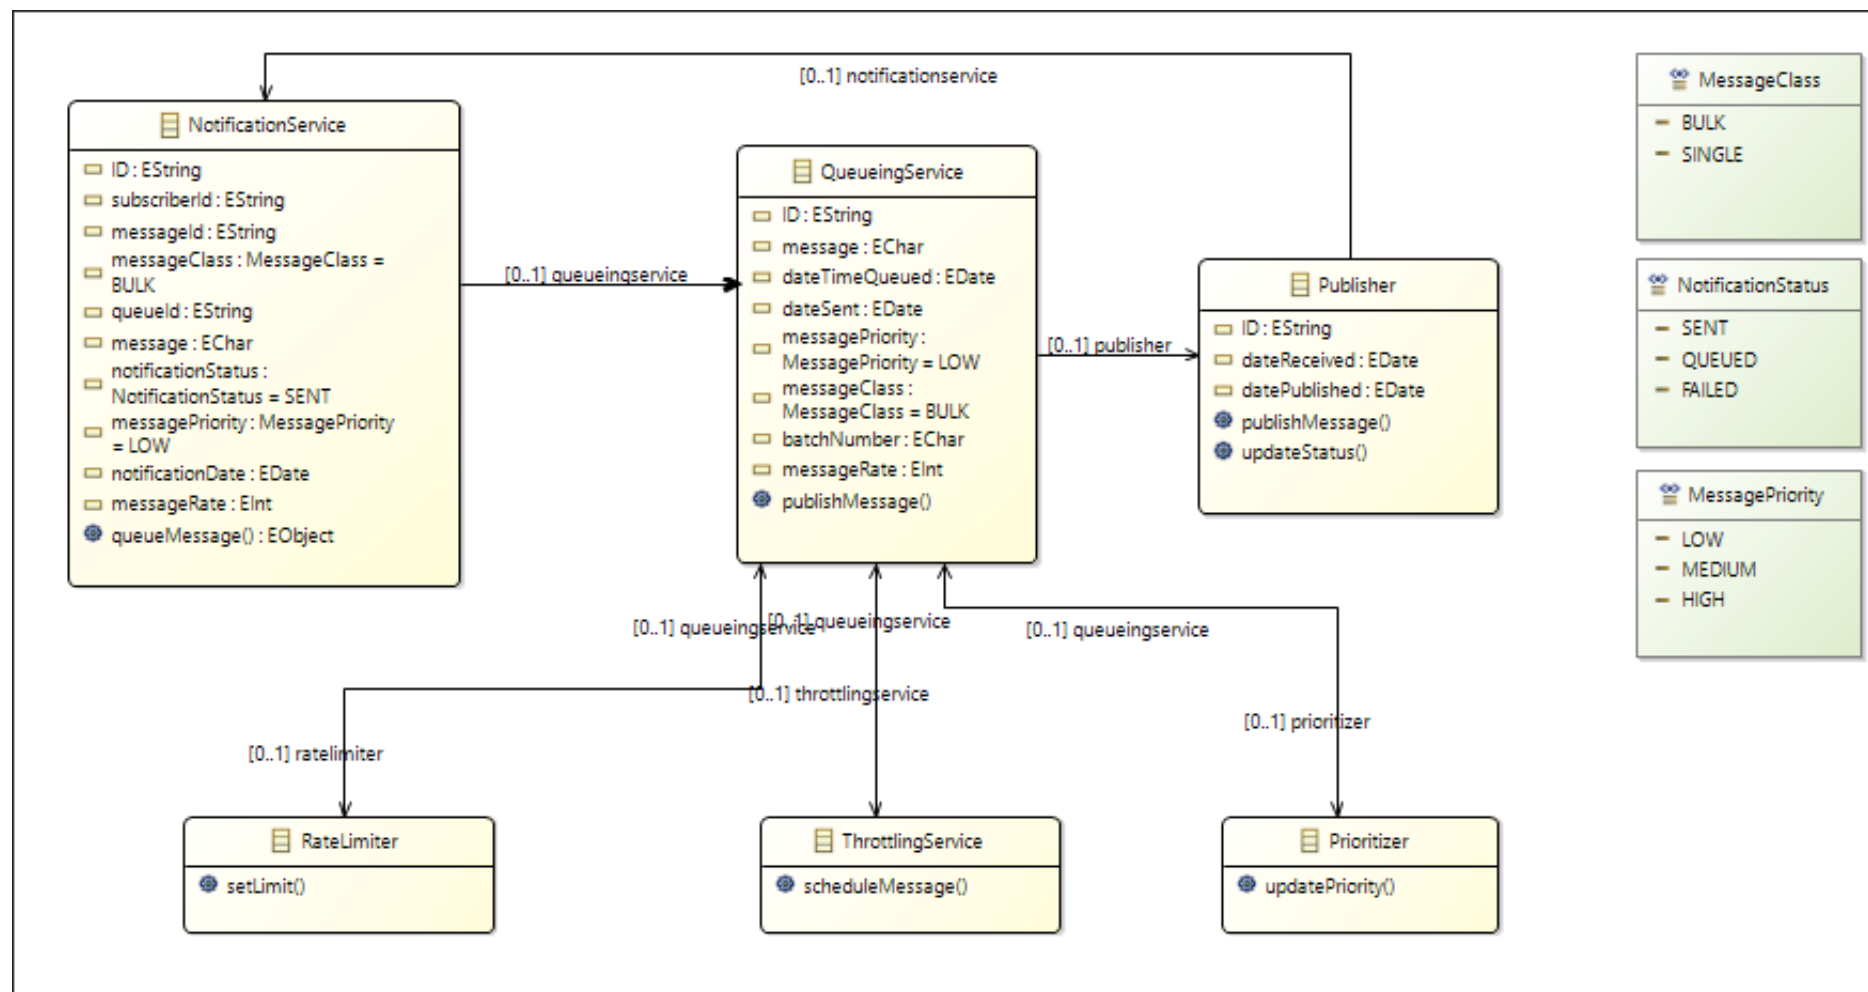 [0..1] notificationservice
NotificationService
ID : EString
subscriberId : EString
messageId : EString
messageClass : MessageClass =
BULK
queueId : EString
message : EChar
notificationStatus :
NotificationStatus = SENT
messagePriority : MessagePriority
= LOW
notificationDate : EDate
messageRate : EInt
queueMessage() : EObject
[0..1] queueingservice
QueueingService
ID : EString
message : EChar
dateTimeQueued : EDate
dateSent : EDate
messagePriority :
MessagePriority = LOW
messageClass :
MessageClass = BULK
batchNumber : EChar
messageRate : EInt
publishMessage()
[0..1] publisher
Publisher
ID : EString
dateReceived : EDate
datePublished : EDate
publishMessage()
updateStatus()
MessageClass
BULK
SINGLE
NotificationStatus
SENT
QUEUED
FAILED
MessagePriority
LOW
MEDIUM
HIGH
[0..1] queueingservice
[0..1] queueingservice
[0..1] queueingservice
[0..1] throttlingservice
[0..1] prioritizer
[0..1] ratelimiter
RateLimiter
setLimit()
ThrottlingService
scheduleMessage()
Prioritizer
updatePriority()